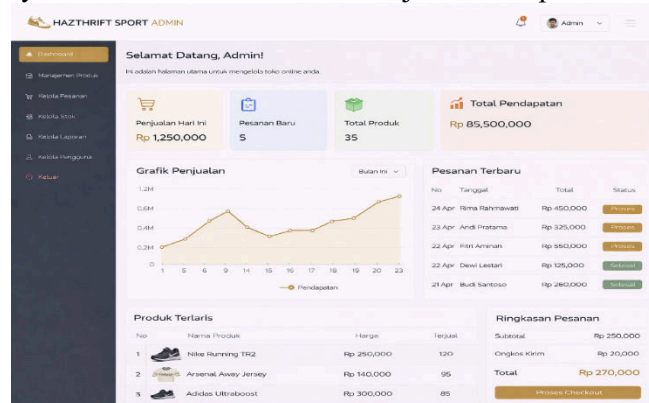 HAZTHRIFT SPORT ADMIN
Admin
Dashboard
Manajemen Produk
Kelola Pesanan
Kelola Stok
Kelola Laporan
Kelola Pengguna
Keluar
Selamat Datang, Admin!
Ini adalah halaman utama untuk mengelola toko online anda.
Penjualan Hari Ini
Rp 1,250,000
Pesanan Baru
5
Total Produk
35
Total Pendapatan
Rp 85,500,000
Grafik Penjualan
Bulan Ini
1,2M
0,6M
0,4M
0,2M
0
1 5 6 9 14 15 16 17 18 19 20 23
Pendapatan
Pesanan Terbaru
No Tanggal Total Status
24 Apr Rima Rahmawati Rp 450,000 Proses
23 Apr Andi Pratama Rp 325,000 Proses
22 Apr Fitri Aminah Rp 550,000 Proses
22 Apr Dewi Lestari Rp 125,000 Selesai
21 Apr Budi Santoso Rp 260,000 Selesai
Produk Terlaris
No Nama Produk Harga Terjual
1 Nike Running TR2 Rp 250,000 120
2 Arsenal Away Jersey Rp 140,000 95
3 Adidas Ultraboost Rp 300,000 85
Ringkasan Pesanan
Subtotal Rp 250,000
Ongkos Kirim Rp 20,000
Total Rp 270,000
Proses Checkout